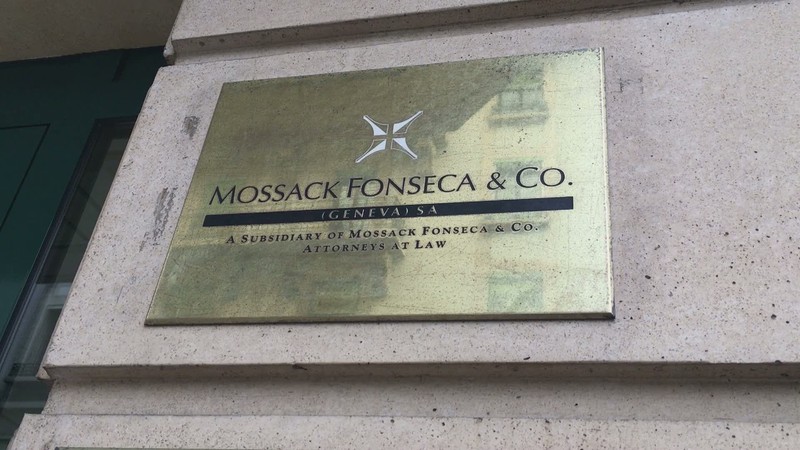 MOSSACK FONSECA & CO.
(GENEVA) SA
A SUBSIDIARY OF MOSSACK FONSECA & CO.
ATTORNEYS AT LAW